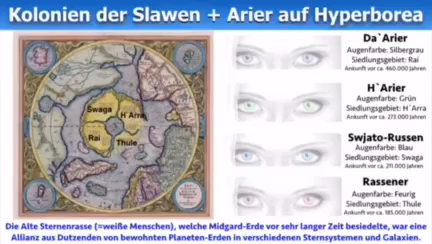 Kolonien der Slawen + Arier auf Hyperborea
Swaga
H`Arra
Rai
Thule
Da`Arier
Augenfarbe: Silbergrau
Siedlungsgebiet: Rai
Ankunft vor ca. 460.000 Jahren
H`Arier
Augenfarbe: Grün
Siedlungsgebiet: H`Arra
Ankunft vor ca. 273.000 Jahren
Swjato-Russen
Augenfarbe: Blau
Siedlungsgebiet: Swaga
Ankunft vor ca. 211.000 Jahren
Rassener
Augenfarbe: Feurig
Siedlungsgebiet: Thule
Ankunft vor ca. 185.000 Jahren
Die Alte Sternenrasse (=weiße Menschen), welche Midgard-Erde vor sehr langer Zeit besiedelte, war eine
Allianz aus Dutzenden von bewohnten Planeten-Erden in verschiedenen Sternsystemen und Galaxien.